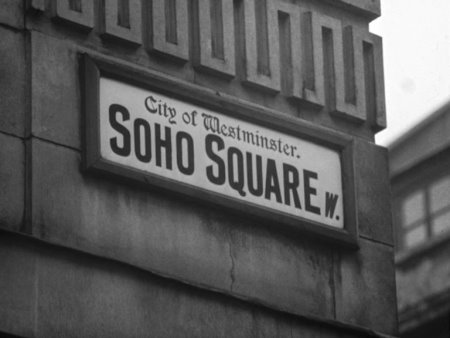 City of Westminster.
SOHO SQUARE W.